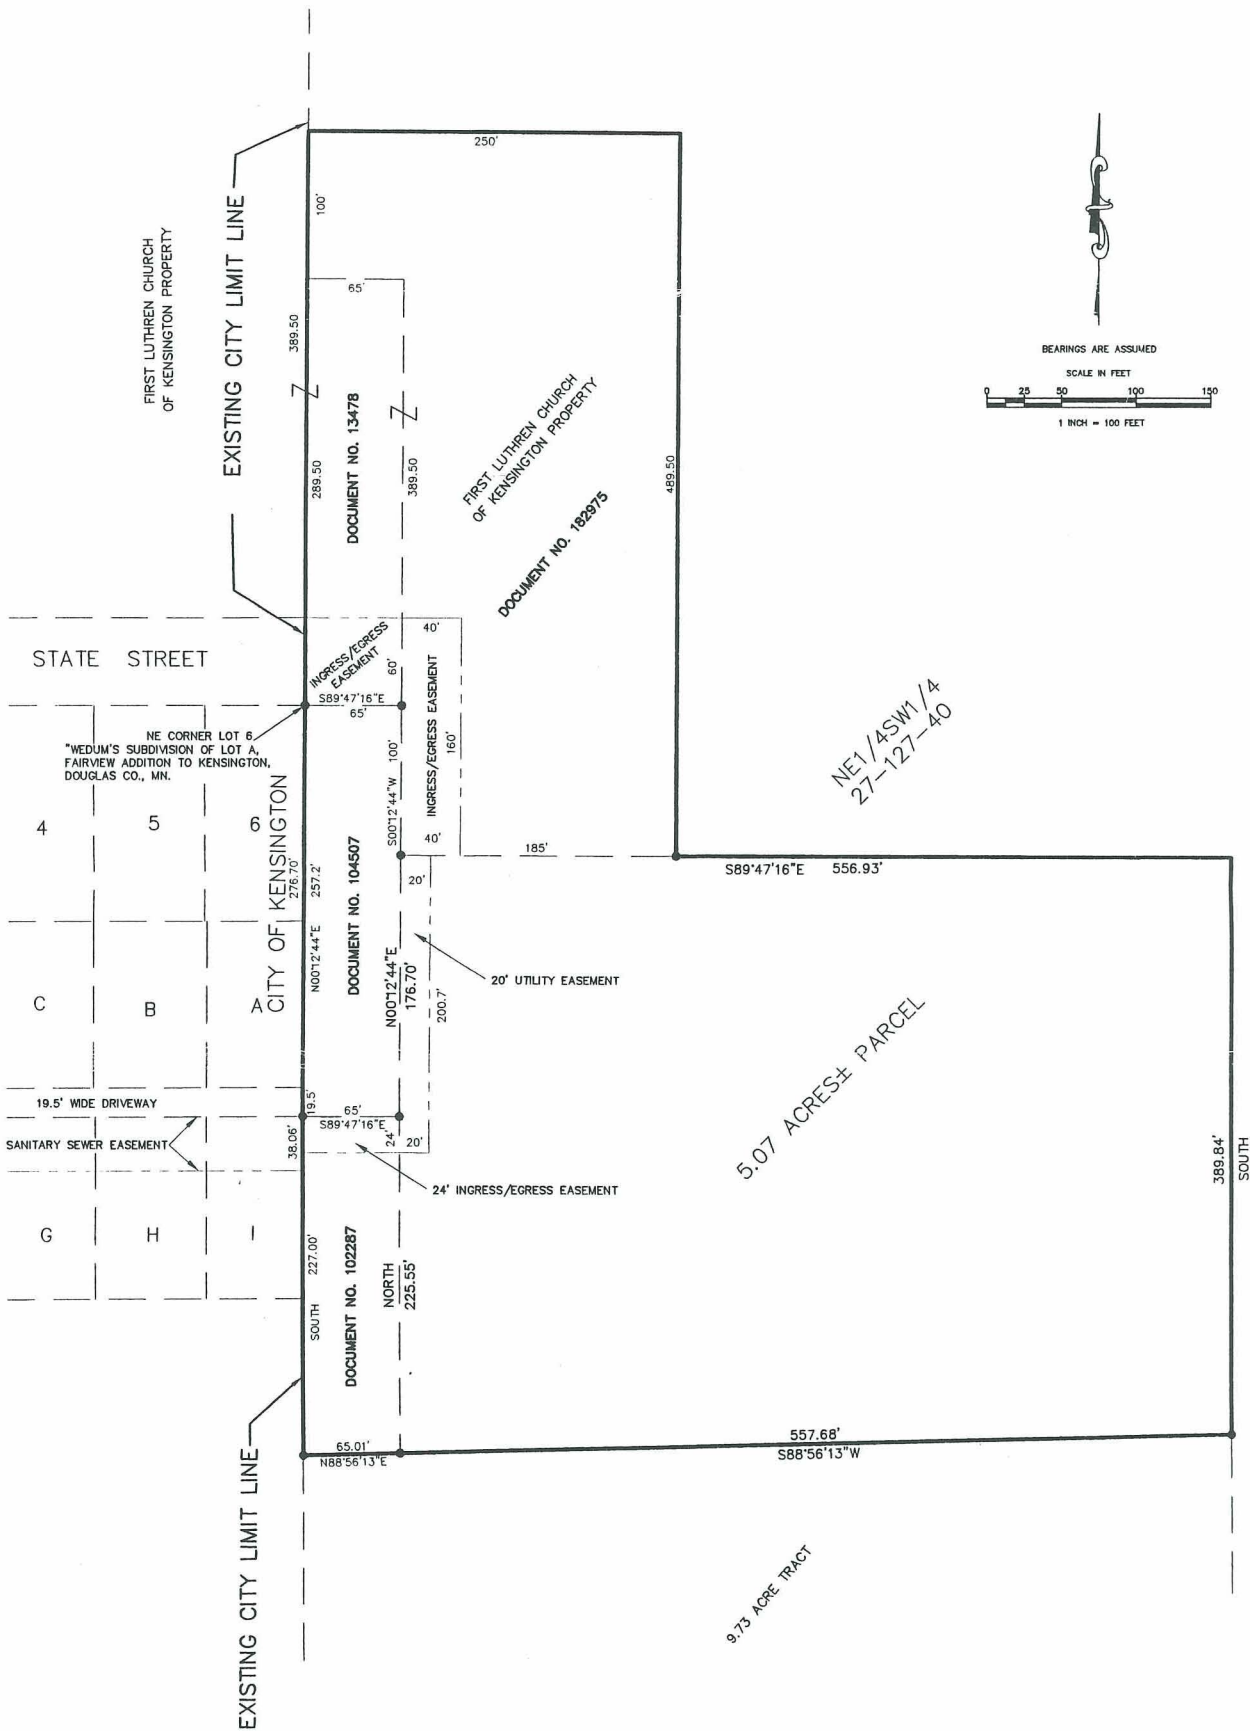 250'
EXISTING CITY LIMIT LINE
FIRST LUTHREN CHURCH
OF KENSINGTON PROPERTY
100'
65'
389.50
289.50
DOCUMENT NO. 13478
389.50
FIRST LUTHREN CHURCH
OF KENSINGTON PROPERTY
DOCUMENT NO. 182975
489.50
BEARINGS ARE ASSUMED
SCALE IN FEET
0 25 50 100 150
1 INCH = 100 FEET
STATE STREET
INGRESS/EGRESS
EASEMENT
40'
60'
S89°47'16"E
65'
INGRESS/EGRESS EASEMENT
160'
NE CORNER LOT 6
"WEDUM'S SUBDIVISION OF LOT A,
FAIRVIEW ADDITION TO KENSINGTON,
DOUGLAS CO., MN.
S00°12'44"W 100'
NE1/4SW1/4
27-127-40
4
5
6
CITY OF KENSINGTON
276.70'
257.2'
N00°12'44"E
DOCUMENT NO. 104507
40'
185'
20'
S89°47'16"E 556.93'
N00°12'44"E
176.70'
200.7'
20' UTILITY EASEMENT
C
B
A
5.07 ACRES± PARCEL
19.5' WIDE DRIVEWAY
19.5'
65'
S89°47'16"E
24'
20'
SANITARY SEWER EASEMENT
38.06'
24' INGRESS/EGRESS EASEMENT
389.84'
SOUTH
G
H
I
SOUTH 227.00'
DOCUMENT NO. 102287
NORTH
225.55'
EXISTING CITY LIMIT LINE
65.01'
N88°56'13"E
557.68'
S88°56'13"W
9.73 ACRE TRACT